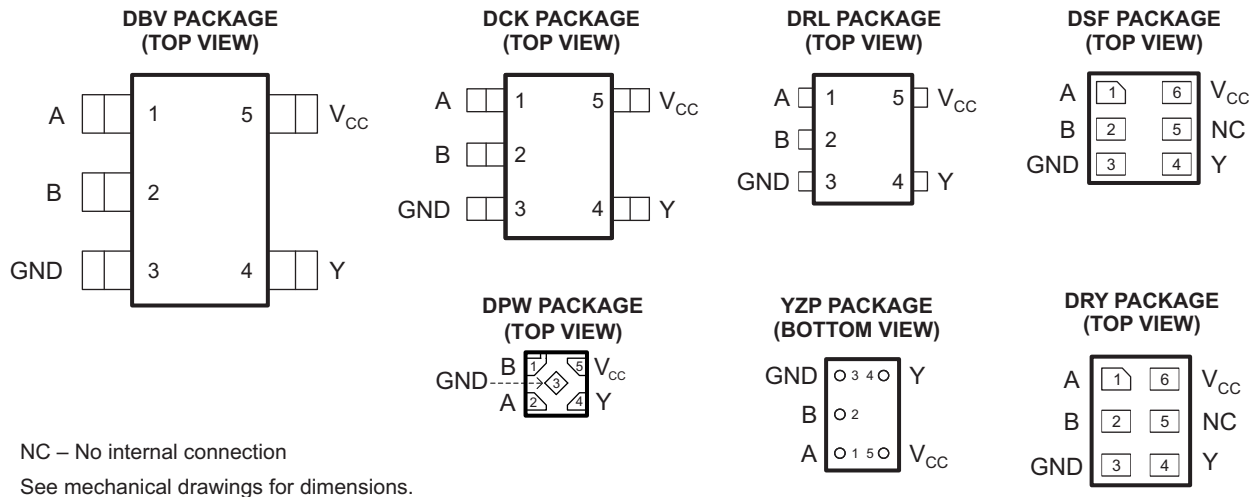 DBV PACKAGE
(TOP VIEW)
A 1 5 VCC
B 2
GND 3 4 Y
DCK PACKAGE
(TOP VIEW)
A 1 5 VCC
B 2
GND 3 4 Y
DRL PACKAGE
(TOP VIEW)
A 1 5 VCC
B 2
GND 3 4 Y
DSF PACKAGE
(TOP VIEW)
A 1 6 VCC
B 2 5 NC
GND 3 4 Y
DPW PACKAGE
(TOP VIEW)
B 1 5 VCC
GND 3
A 2 4 Y
YZP PACKAGE
(BOTTOM VIEW)
GND 3 4 Y
B 2
A 1 5 VCC
DRY PACKAGE
(TOP VIEW)
A 1 6 VCC
B 2 5 NC
GND 3 4 Y
NC – No internal connection
See mechanical drawings for dimensions.